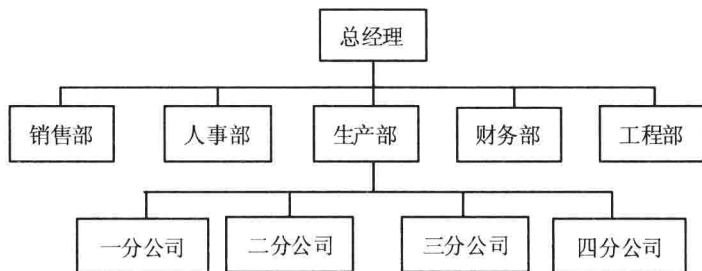 总经理
销售部
人事部
生产部
财务部
工程部
一分公司
二分公司
三分公司
四分公司